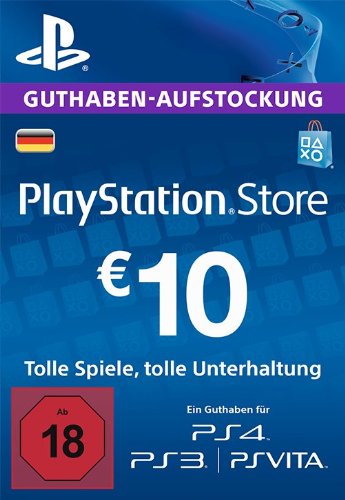 GUTHABEN-AUFSTOCKUNG
PlayStation®Store
€10
Tolle Spiele, tolle Unterhaltung
Ab
18
Ein Guthaben für
PS4
PS3 | PSVITA